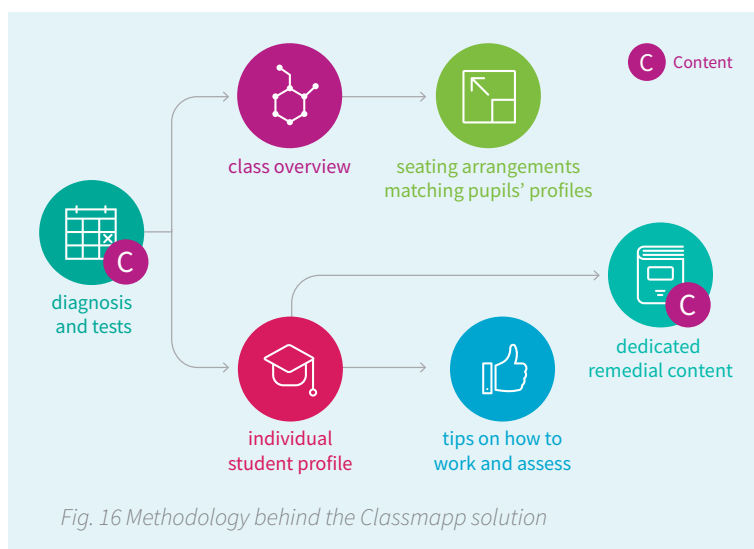 C Content
class overview
seating arrangements
matching pupils' profiles
C
diagnosis
and tests
C
dedicated
remedial content
individual
student profile
tips on how to
work and assess
Fig. 16 Methodology behind the Classmapp solution